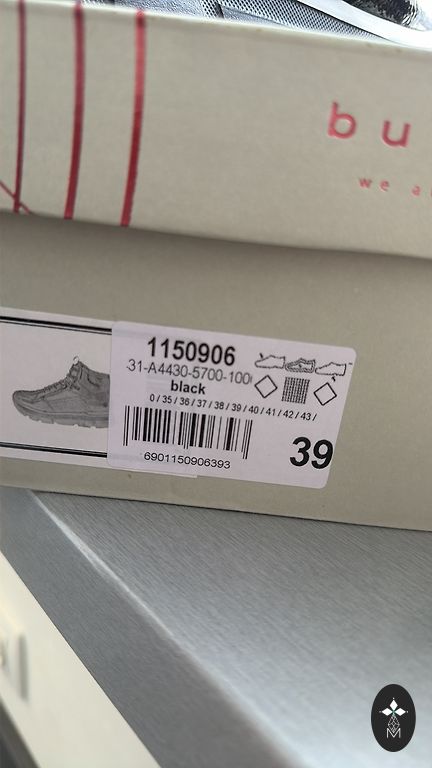 bu
we a
1150906
31-A4430-5700-100
black
0 / 35 / 36 / 37 / 38 / 39 / 40 / 41 / 42 / 43 /
6901150906393
39
M